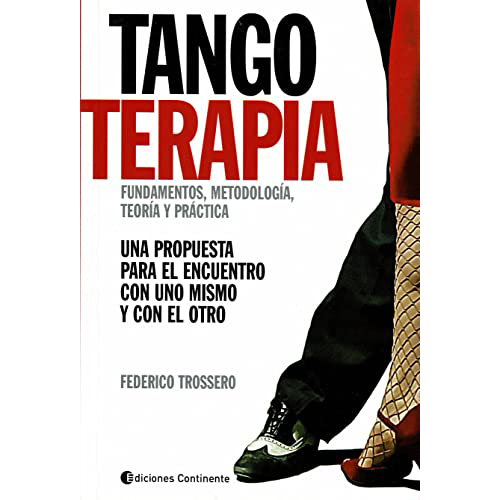 TANGO
TERAPIA
FUNDAMENTOS, METODOLOGÍA,
TEORÍA Y PRÁCTICA
UNA PROPUESTA
PARA EL ENCUENTRO
CON UNO MISMO
Y CON EL OTRO
FEDERICO TROSSERO
Ediciones Continente